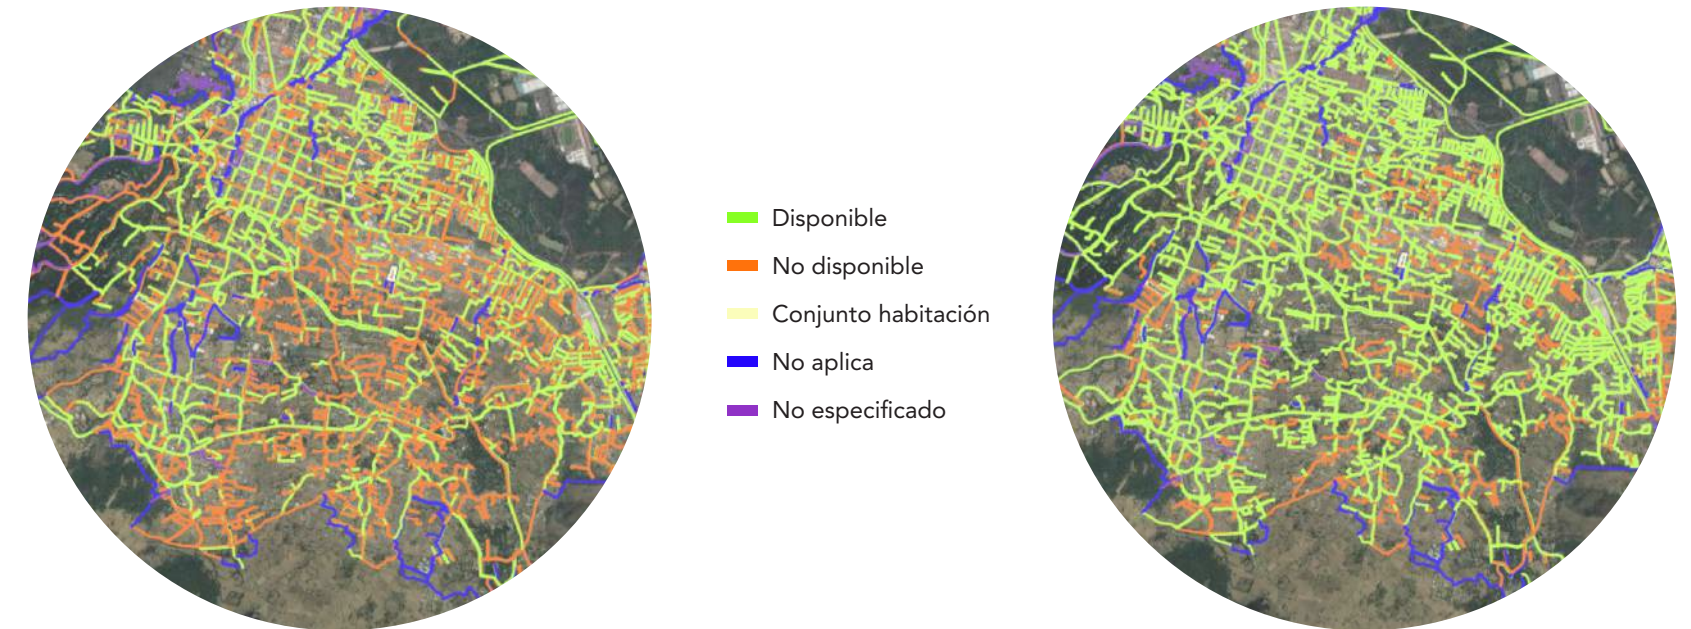 Disponible
No disponible
Conjunto habitación
No aplica
No especificado